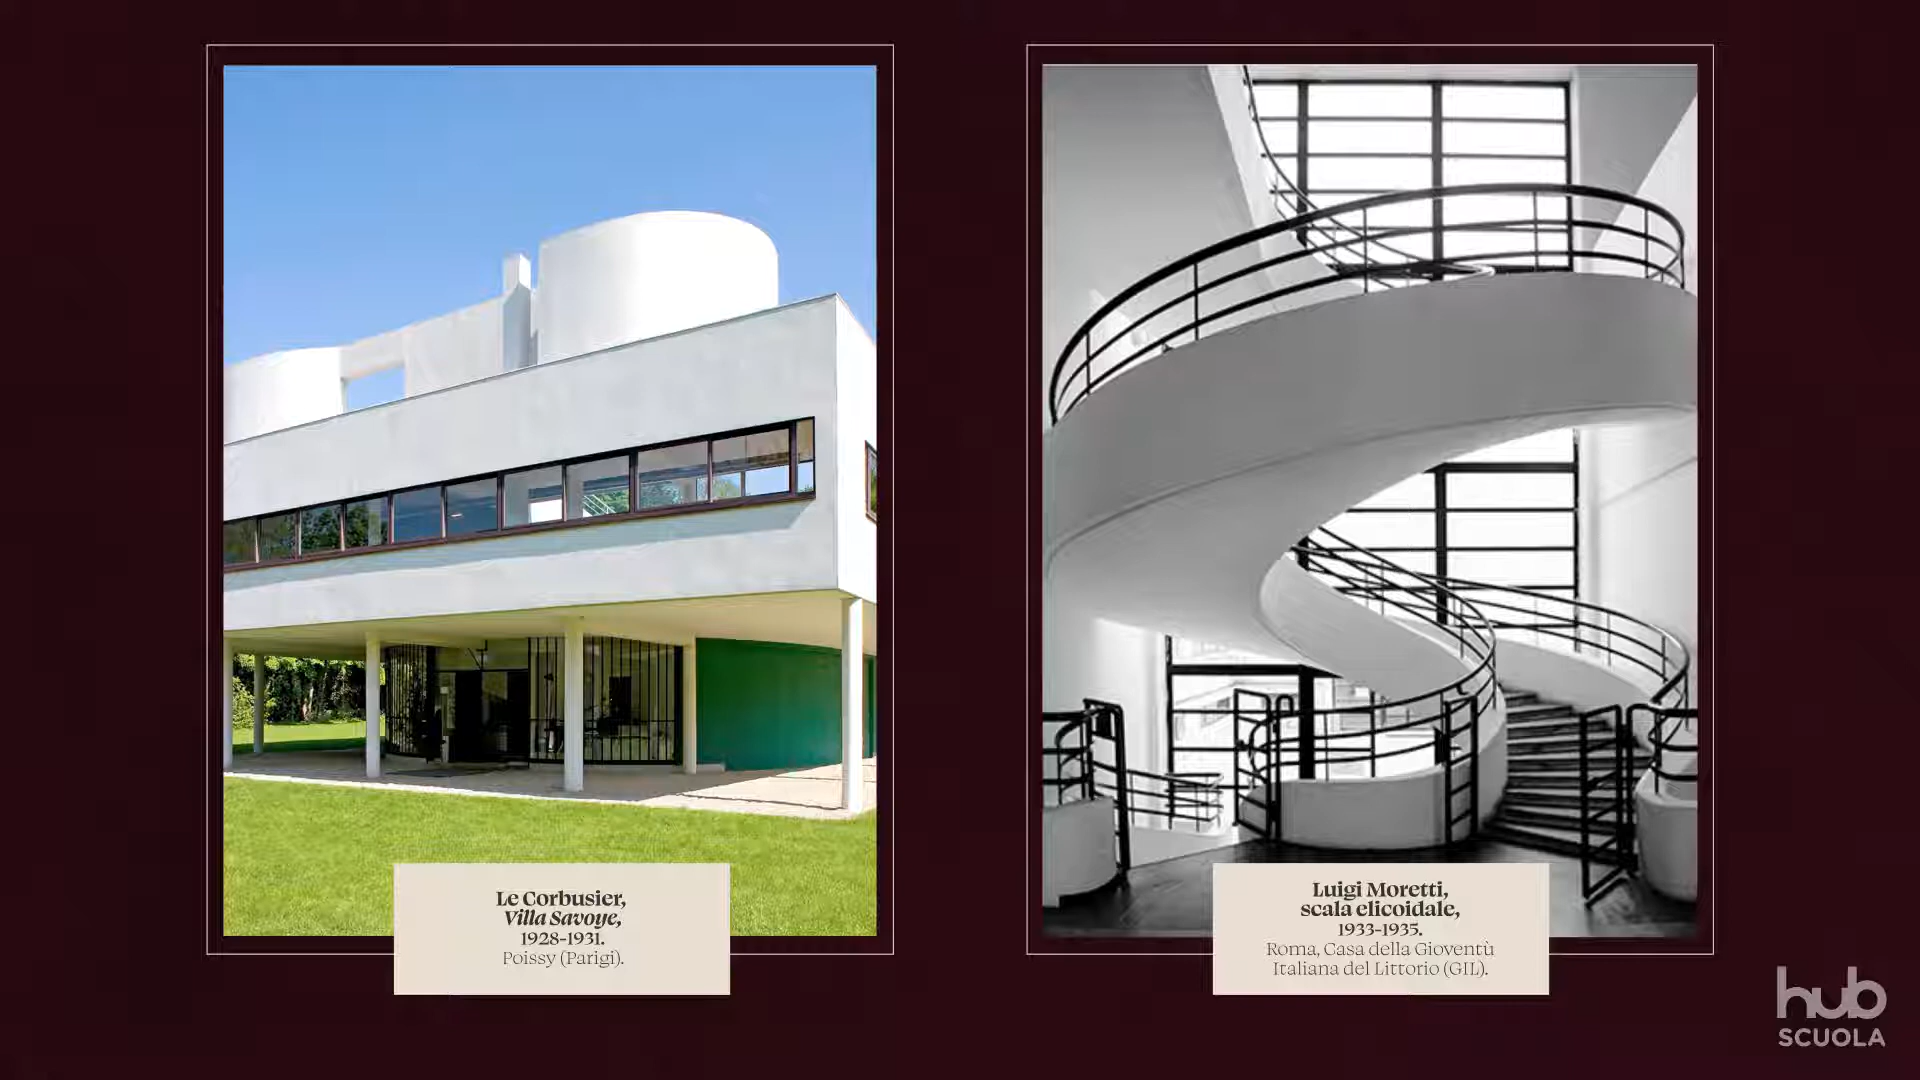 Le Corbusier,
Villa Savoye,
1928-1931.
Poissy (Parigi).
Luigi Moretti,
scala elicoidale,
1933-1935.
Roma, Casa della Gioventù
Italiana del Littorio (GIL).
hub
SCUOLA